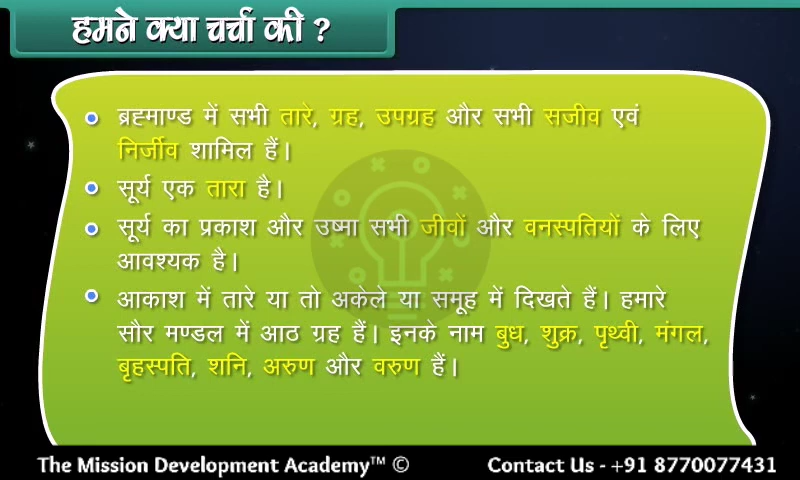 हमने क्या चर्चा की ?
ब्रह्माण्ड में सभी तारे, ग्रह, उपग्रह और सभी सजीव एवं
निर्जीव शामिल हैं।
सूर्य एक तारा है।
सूर्य का प्रकाश और उष्मा सभी जीवों और वनस्पतियों के लिए
आवश्यक है।
आकाश में तारे या तो अकेले या समूह में दिखते हैं। हमारे
सौर मण्डल में आठ ग्रह हैं। इनके नाम बुध, शुक्र, पृथ्वी, मंगल,
बृहस्पति, शनि, अरुण और वरुण हैं।
The Mission Development Academy™ © Contact Us - +91 8770077431